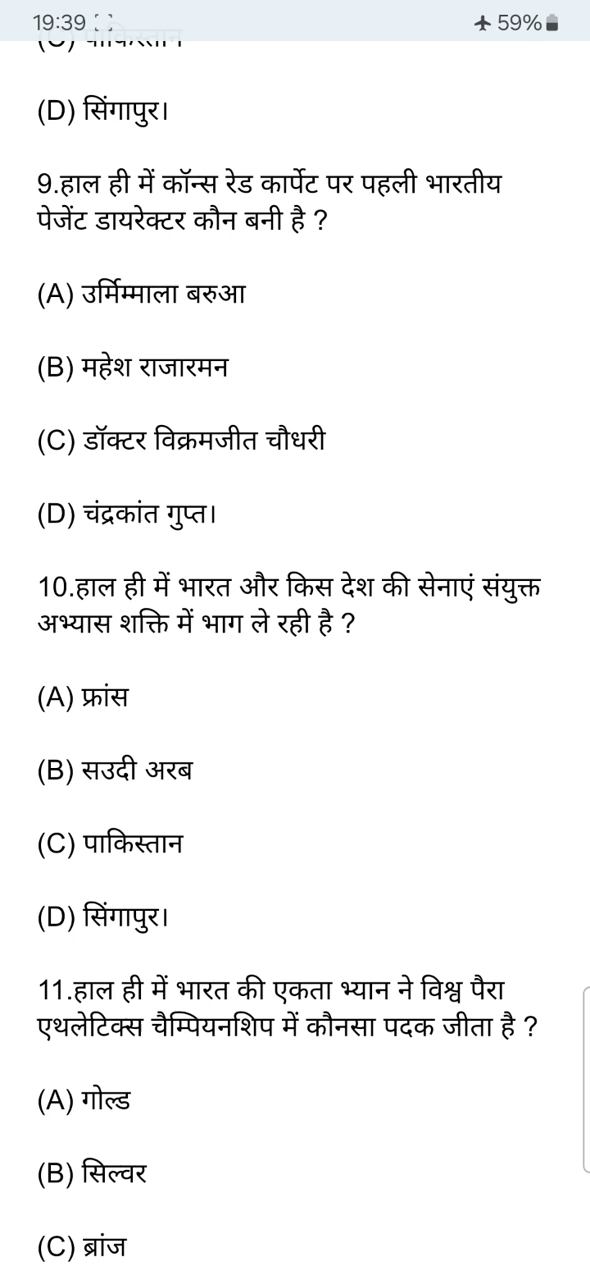 19:39
59%
(C) पाकिस्तान
(D) सिंगापुर।
9.हाल ही में कॉन्स रेड कार्पेट पर पहली भारतीय
पेजेंट डायरेक्टर कौन बनी है ?
(A) उर्मिम्माला बरुआ
(B) महेश राजारमन
(C) डॉक्टर विक्रमजीत चौधरी
(D) चंद्रकांत गुप्त।
10.हाल ही में भारत और किस देश की सेनाएं संयुक्त
अभ्यास शक्ति में भाग ले रही है ?
(A) फ्रांस
(B) सउदी अरब
(C) पाकिस्तान
(D) सिंगापुर।
11.हाल ही में भारत की एकता भ्यान ने विश्व पैरा
एथलेटिक्स चैम्पियनशिप में कौनसा पदक जीता है ?
(A) गोल्ड
(B) सिल्वर
(C) ब्रांज